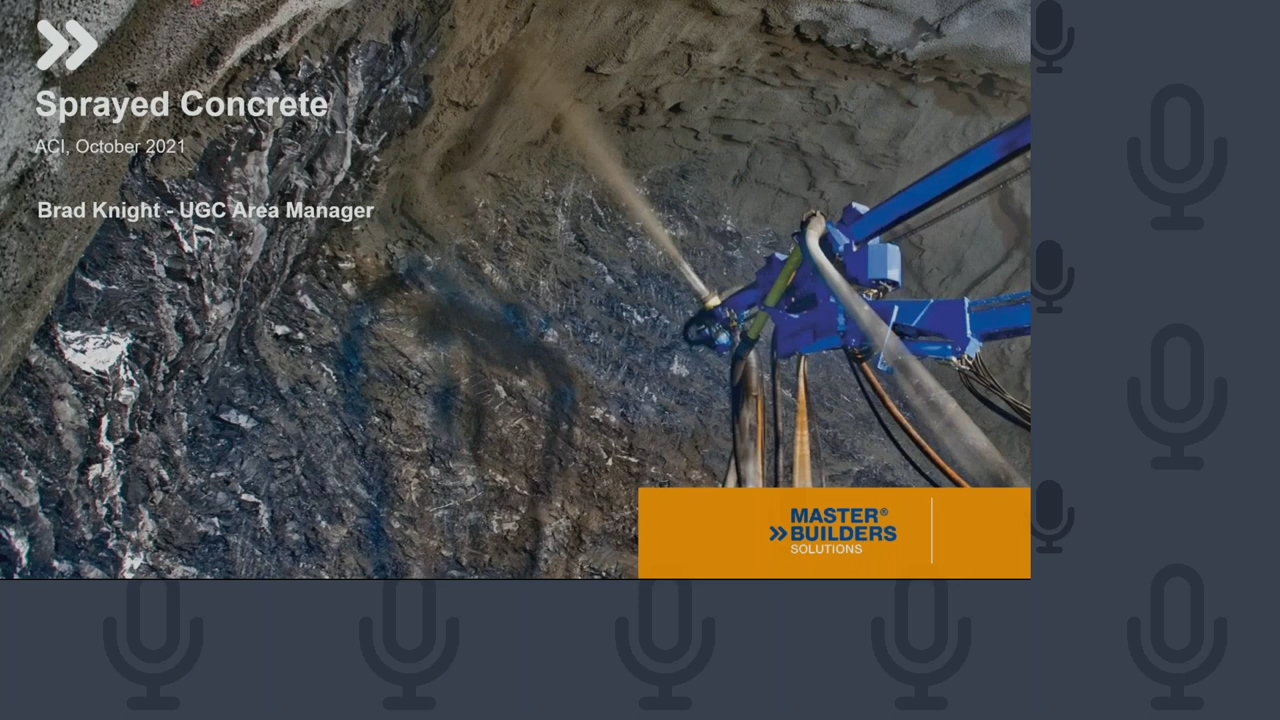 Sprayed Concrete
ACI, October 2021
Brad Knight - UGC Area Manager
MASTER®
BUILDERS
SOLUTIONS